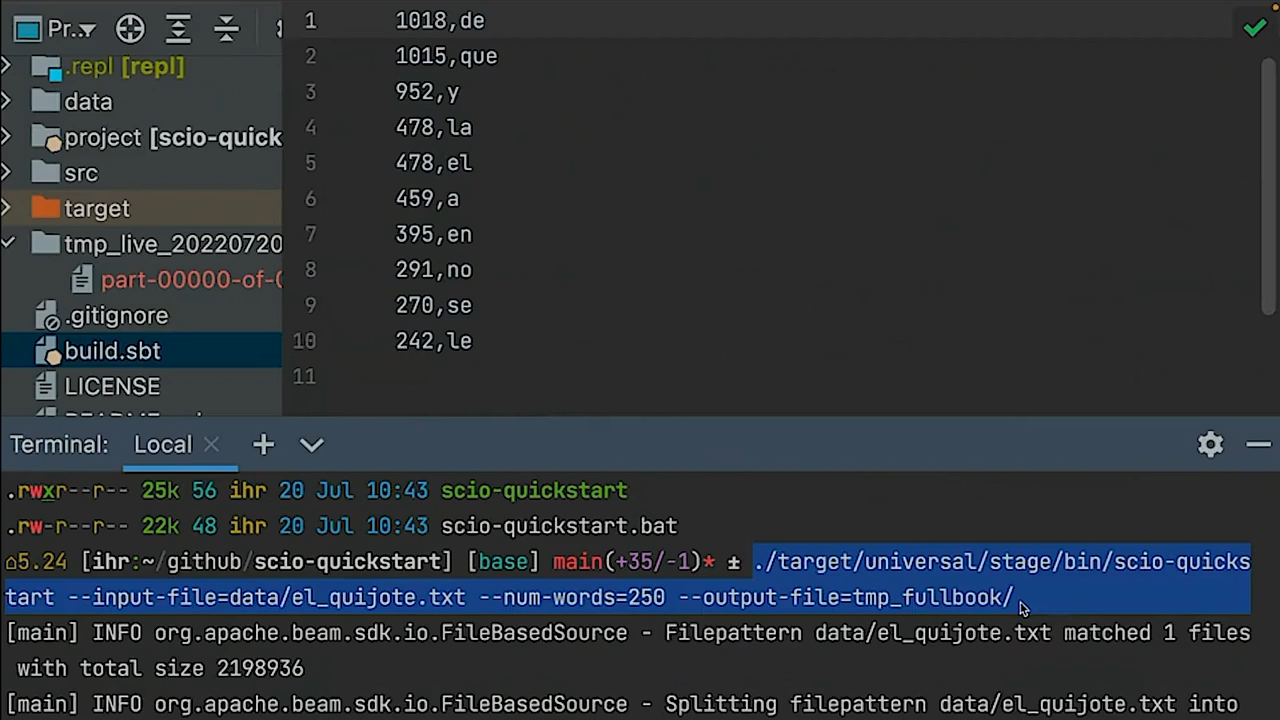 Pr..
.repl [repl]
data
project [scio-quick
src
target
tmp_live_20220720
part-00000-of-0
.gitignore
build.sbt
LICENSE
1 1018,de
2 1015,que
3 952,y
4 478,la
5 478,el
6 459,a
7 395,en
8 291,no
9 270,se
10 242,le
11
Terminal: Local
.rwxr--r-- 25k 56 ihr 20 Jul 10:43 scio-quickstart
.rw-r--r-- 22k 48 ihr 20 Jul 10:43 scio-quickstart.bat
⌂5.24 [ihr:~/github/scio-quickstart] [base] main(+35/-1)* ± ./target/universal/stage/bin/scio-quicks
tart --input-file=data/el_quijote.txt --num-words=250 --output-file=tmp_fullbook/
[main] INFO org.apache.beam.sdk.io.FileBasedSource - Filepattern data/el_quijote.txt matched 1 files
with total size 2198936
[main] INFO org.apache.beam.sdk.io.FileBasedSource - Splitting filepattern data/el_quijote.txt into